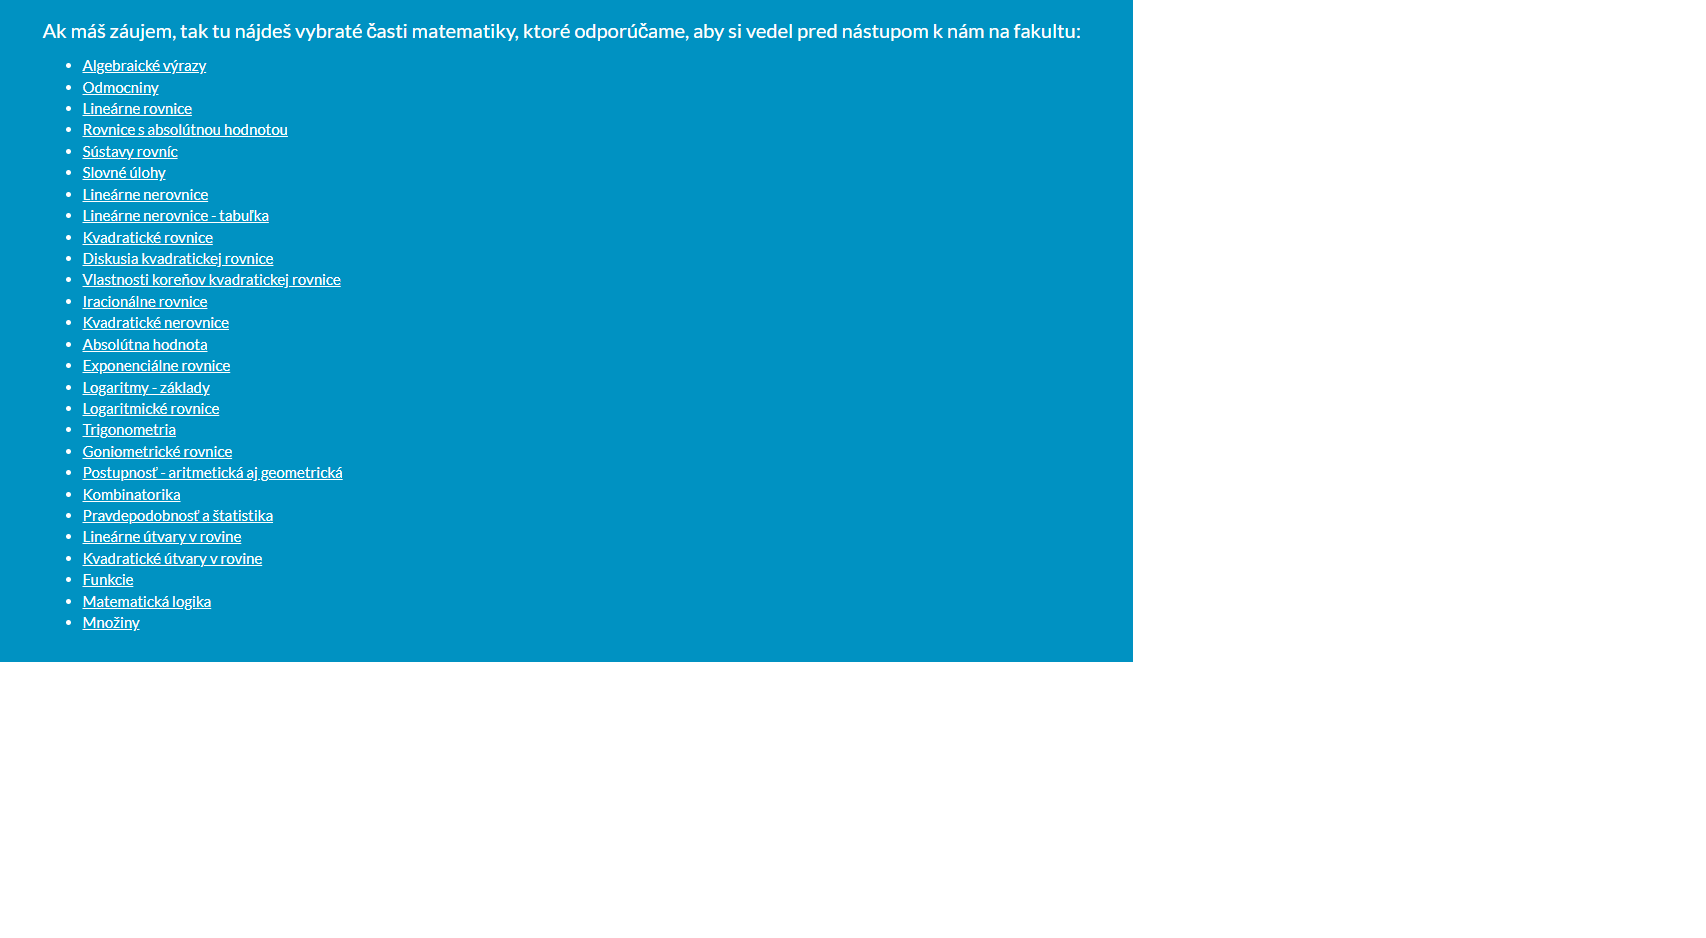 Ak máš záujem, tak tu nájdeš vybraté časti matematiky, ktoré odporúčame, aby si vedel pred nástupom k nám na fakultu:
Algebraické výrazy
Odmocniny
Lineárne rovnice
Rovnice s absolútnou hodnotou
Sústavy rovníc
Slovné úlohy
Lineárne nerovnice
Lineárne nerovnice - tabuľka
Kvadratické rovnice
Diskusia kvadratickej rovnice
Vlastnosti koreňov kvadratickej rovnice
Iracionálne rovnice
Kvadratické nerovnice
Absolútna hodnota
Exponenciálne rovnice
Logaritmy - základy
Logaritmické rovnice
Trigonometria
Goniometrické rovnice
Postupnosť - aritmetická aj geometrická
Kombinatorika
Pravdepodobnosť a štatistika
Lineárne útvary v rovine
Kvadratické útvary v rovine
Funkcie
Matematická logika
Množiny